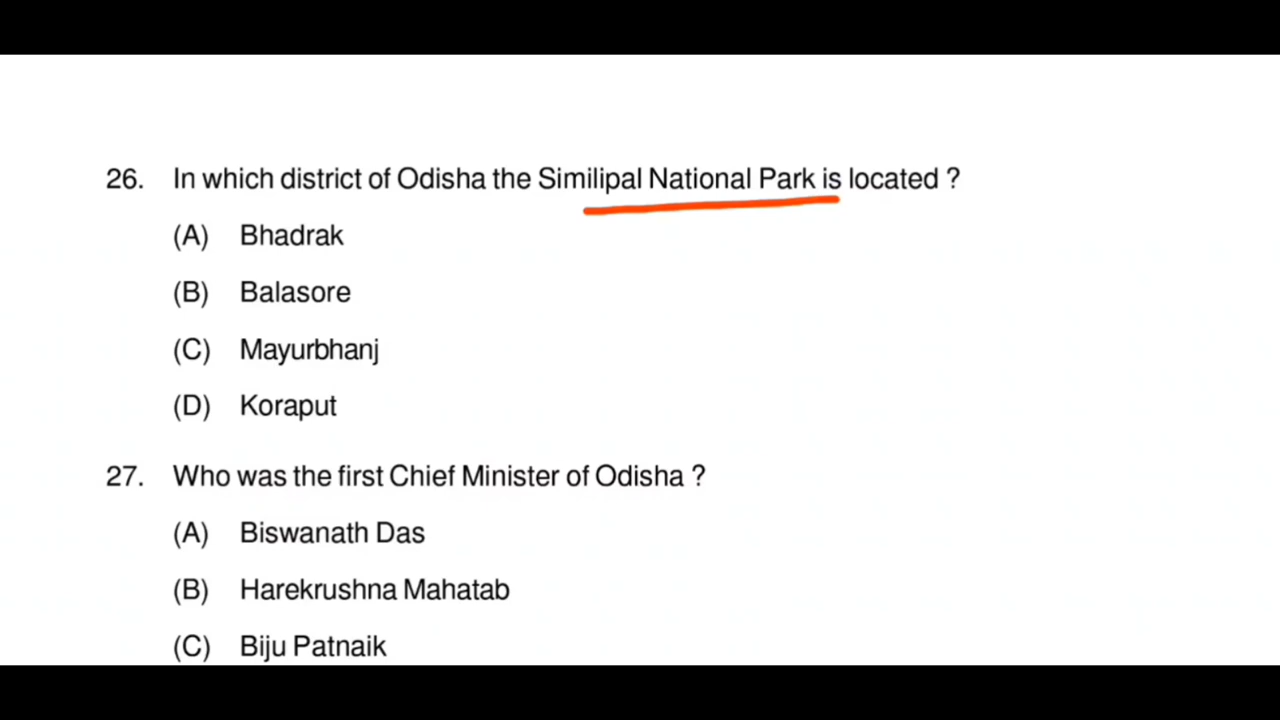 26. In which district of Odisha the Similipal National Park is located ?
(A) Bhadrak
(B) Balasore
(C) Mayurbhanj
(D) Koraput
27. Who was the first Chief Minister of Odisha ?
(A) Biswanath Das
(B) Harekrushna Mahatab
(C) Biju Patnaik